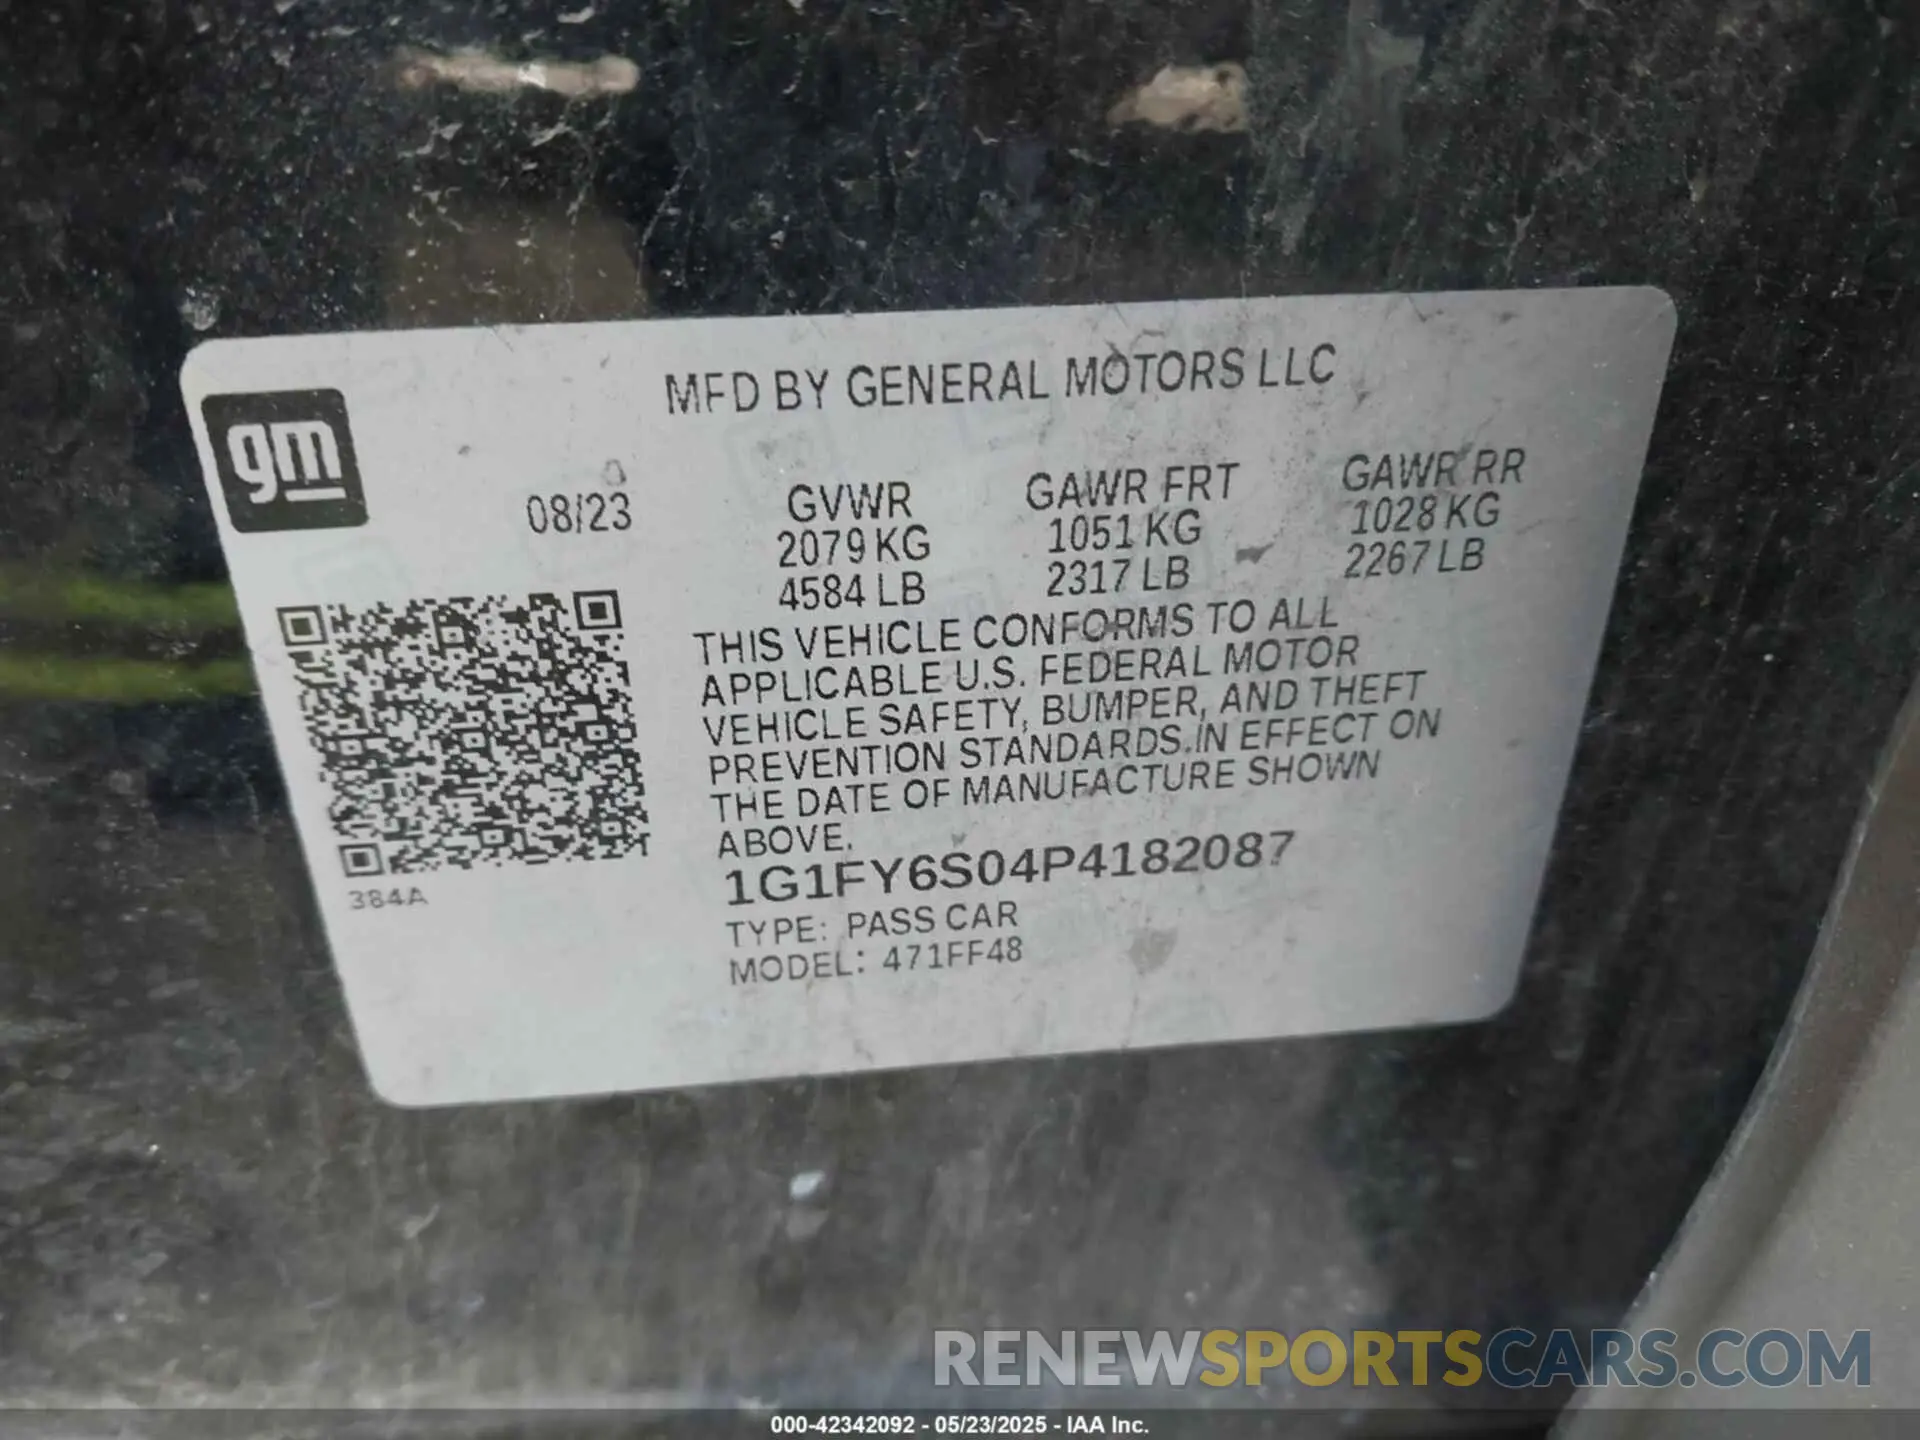 MFD BY GENERAL MOTORS LLC
gm
08/23
GVWR
2079 KG
4584 LB
GAWR FRT
1051 KG
2317 LB
GAWR RR
1028 KG
2267 LB
THIS VEHICLE CONFORMS TO ALL
APPLICABLE U.S. FEDERAL MOTOR
VEHICLE SAFETY, BUMPER, AND THEFT
PREVENTION STANDARDS.IN EFFECT ON
THE DATE OF MANUFACTURE SHOWN
ABOVE.
1G1FY6S04P4182087
384A
TYPE: PASS CAR
MODEL: 471FF48
RENEWSPORTSCARS.COM
000-42342092 - 05/23/2025 - IAA Inc.